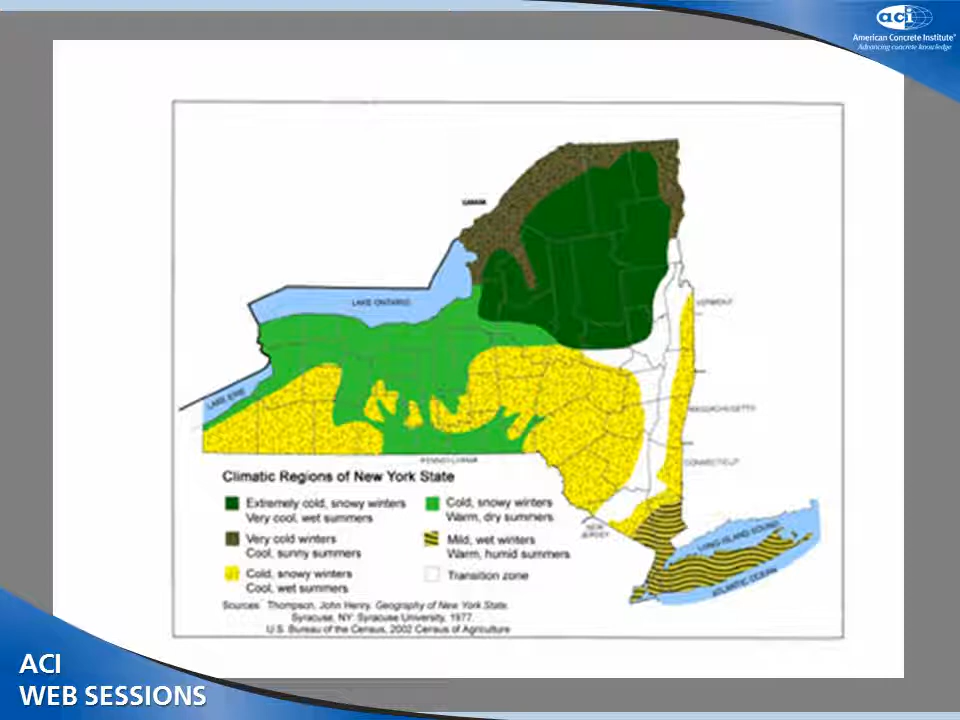 aci
American Concrete Institute®
Advancing concrete knowledge
CANADA
LAKE ONTARIO
VERMONT
LAKE ERIE
MASSACHUSETTS
PENNSYLVANIA
CONNECTICUT
Climatic Regions of New York State
Extremely cold, snowy winters
Very cool, wet summers
Cold, snowy winters
Warm, dry summers
Very cold winters
Cool, sunny summers
Mild, wet winters
Warm, humid summers
Cold, snowy winters
Cool, wet summers
Transition zone
NEW
JERSEY
LONG ISLAND SOUND
ATLANTIC OCEAN
Sources: Thompson, John Henry. Geography of New York State.
Syracuse, NY: Syracuse University, 1977.
U.S. Bureau of the Census, 2002 Census of Agriculture
ACI
WEB SESSIONS